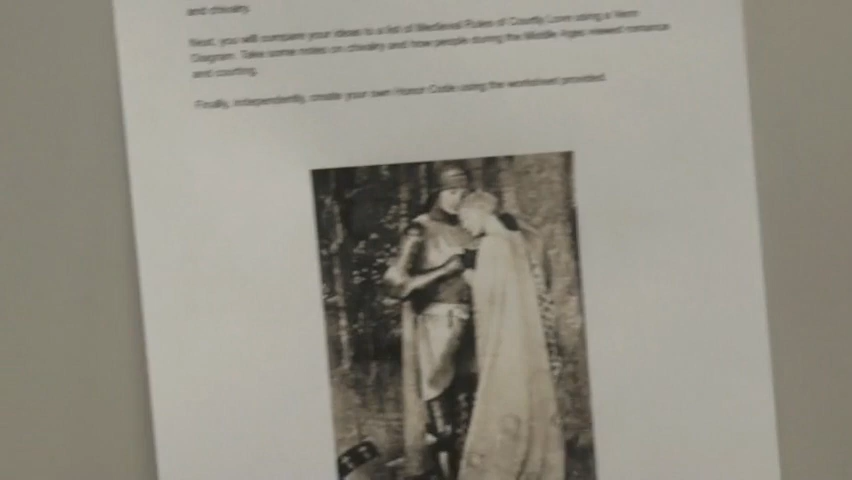 and chivalry.
Next, you will compare your ideas to a list of Medieval Rules of Courtly Love using a Venn
Diagram. Take some notes on chivalry and how people during the Middle Ages viewed romance
and courting.
Finally, independently, create your own Honor Code using the worksheet provided.